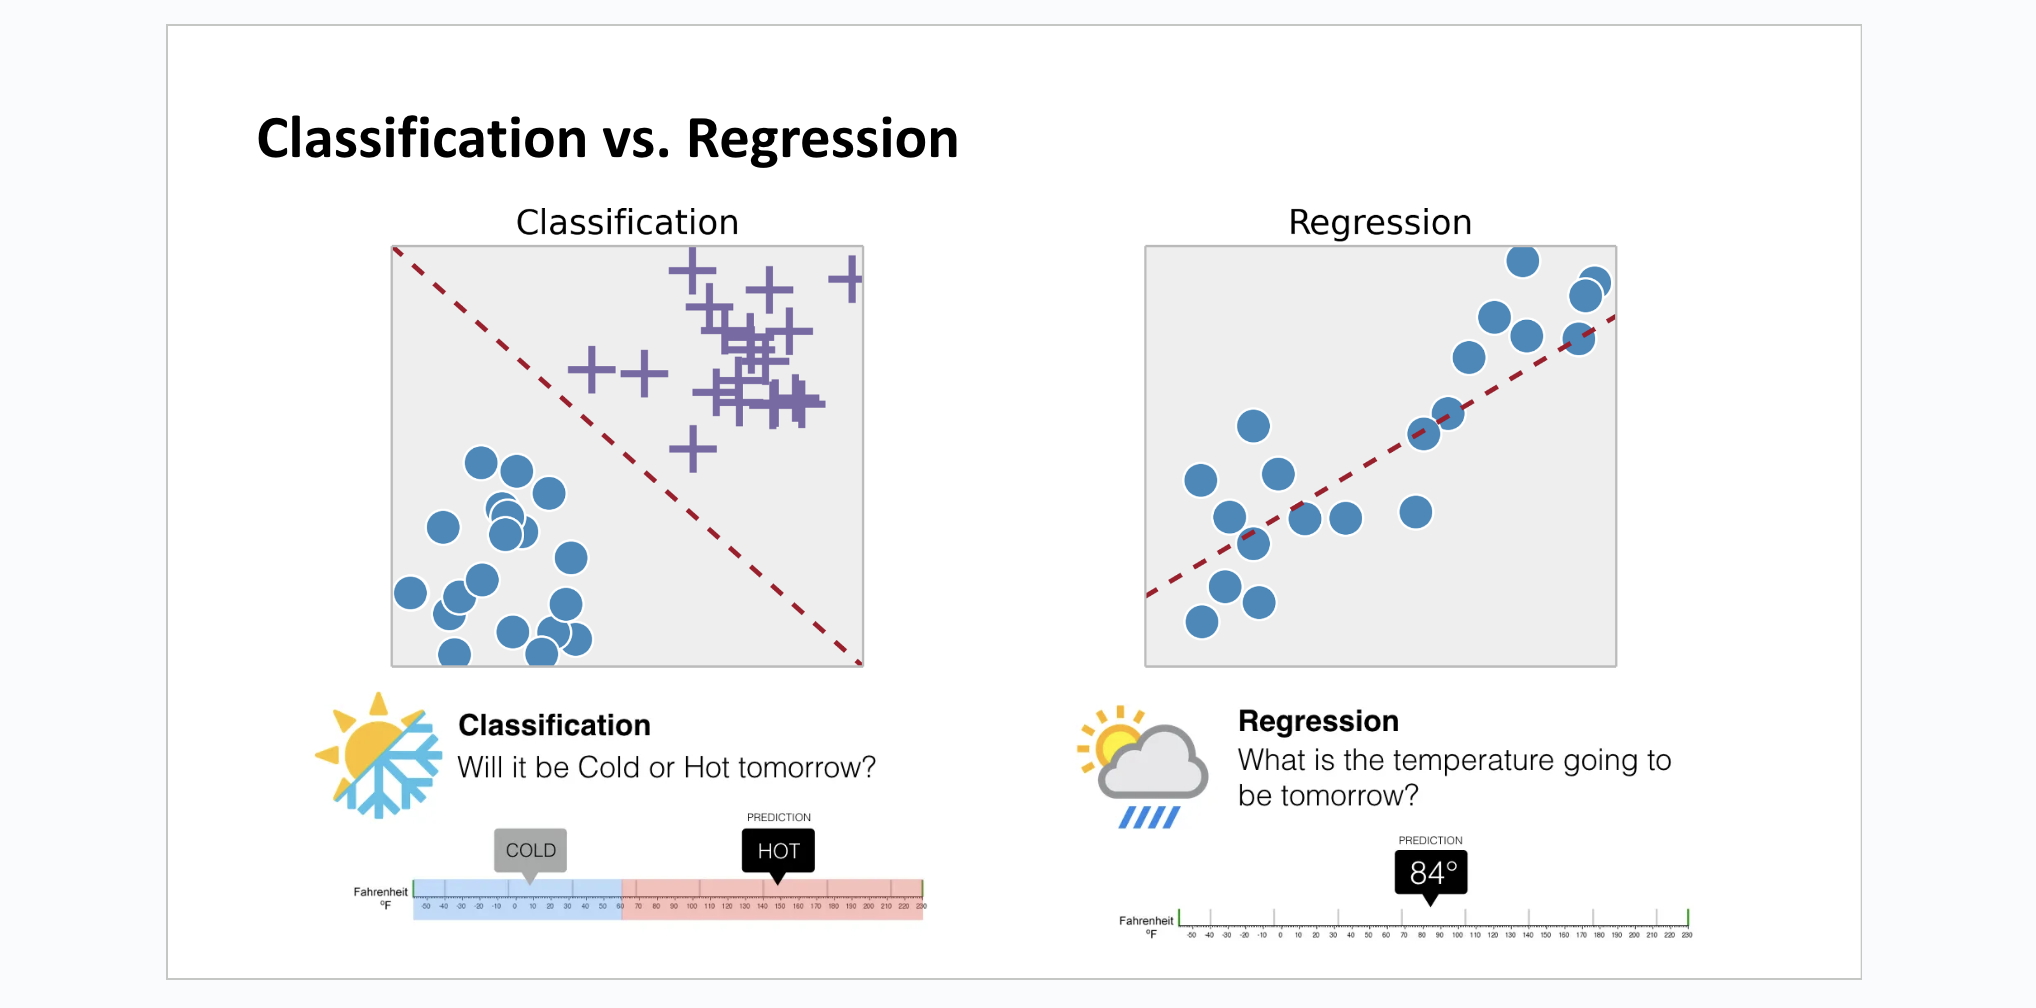 Classification vs. Regression
Classification
Regression
Classification
Will it be Cold or Hot tomorrow?
PREDICTION
COLD
HOT
Fahrenheit
ºF
-50 -40 -30 -20 -10 0 10 20 30 40 50 60 70 80 90 100 110 120 130 140 150 160 170 180 190 200 210 220 230
Regression
What is the temperature going to
be tomorrow?
PREDICTION
84°
Fahrenheit
ºF
-50 -40 -30 -20 -10 0 10 20 30 40 50 60 70 80 90 100 110 120 130 140 150 160 170 180 190 200 210 220 230